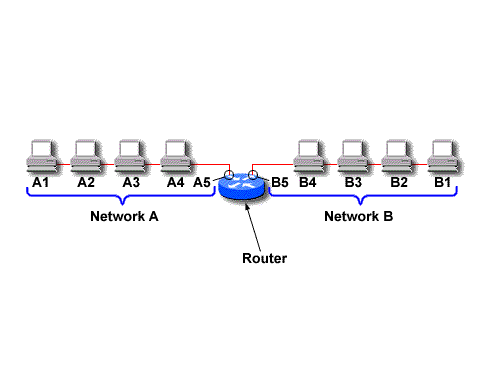 A1 A2 A3 A4 A5 B5 B4 B3 B2 B1
Network A Network B
Router